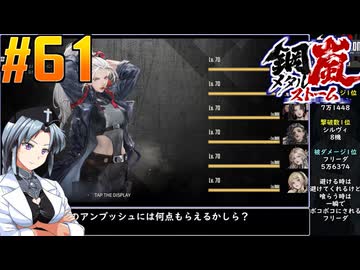 #61
鋼嵐
メタルストーム
Lv. 70
Lv. 70
Lv. 70
Lv. 70
Lv. 70
Lv. 70
TAP THE DISPLAY
ージ1位
7万1448
撃破数1位
シルヴィ
8機
被ダメージ1位
フリーダ
5万6374
避ける時は
避けてくれるけど
喰らう時は
一瞬で
ボコボコにされる
フリーダ
のアンブッシュには何点もらえるかしら？